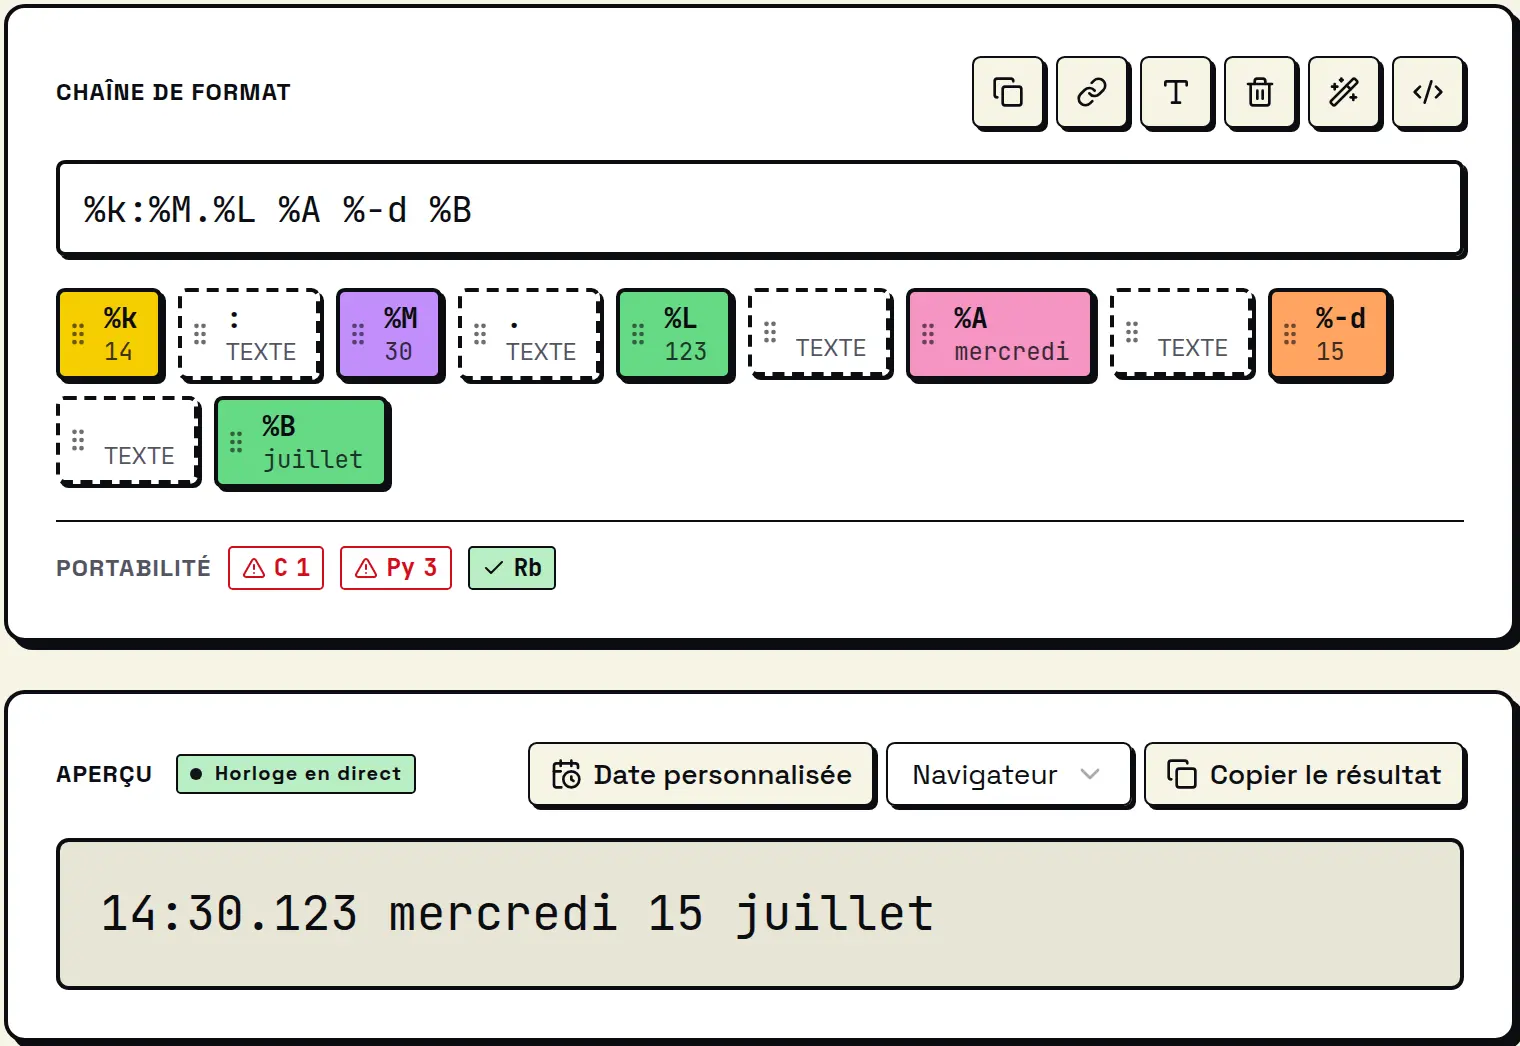 CHAÎNE DE FORMAT
%k:%M.%L %A %-d %B
%k : %M . %L %A %-d
14 TEXTE 30 TEXTE 123 TEXTE mercredi TEXTE 15
%B
TEXTE juillet
PORTABILITÉ C 1 Py 3 Rb
APERÇU Horloge en direct Date personnalisée Navigateur Copier le résultat
14:30.123 mercredi 15 juillet